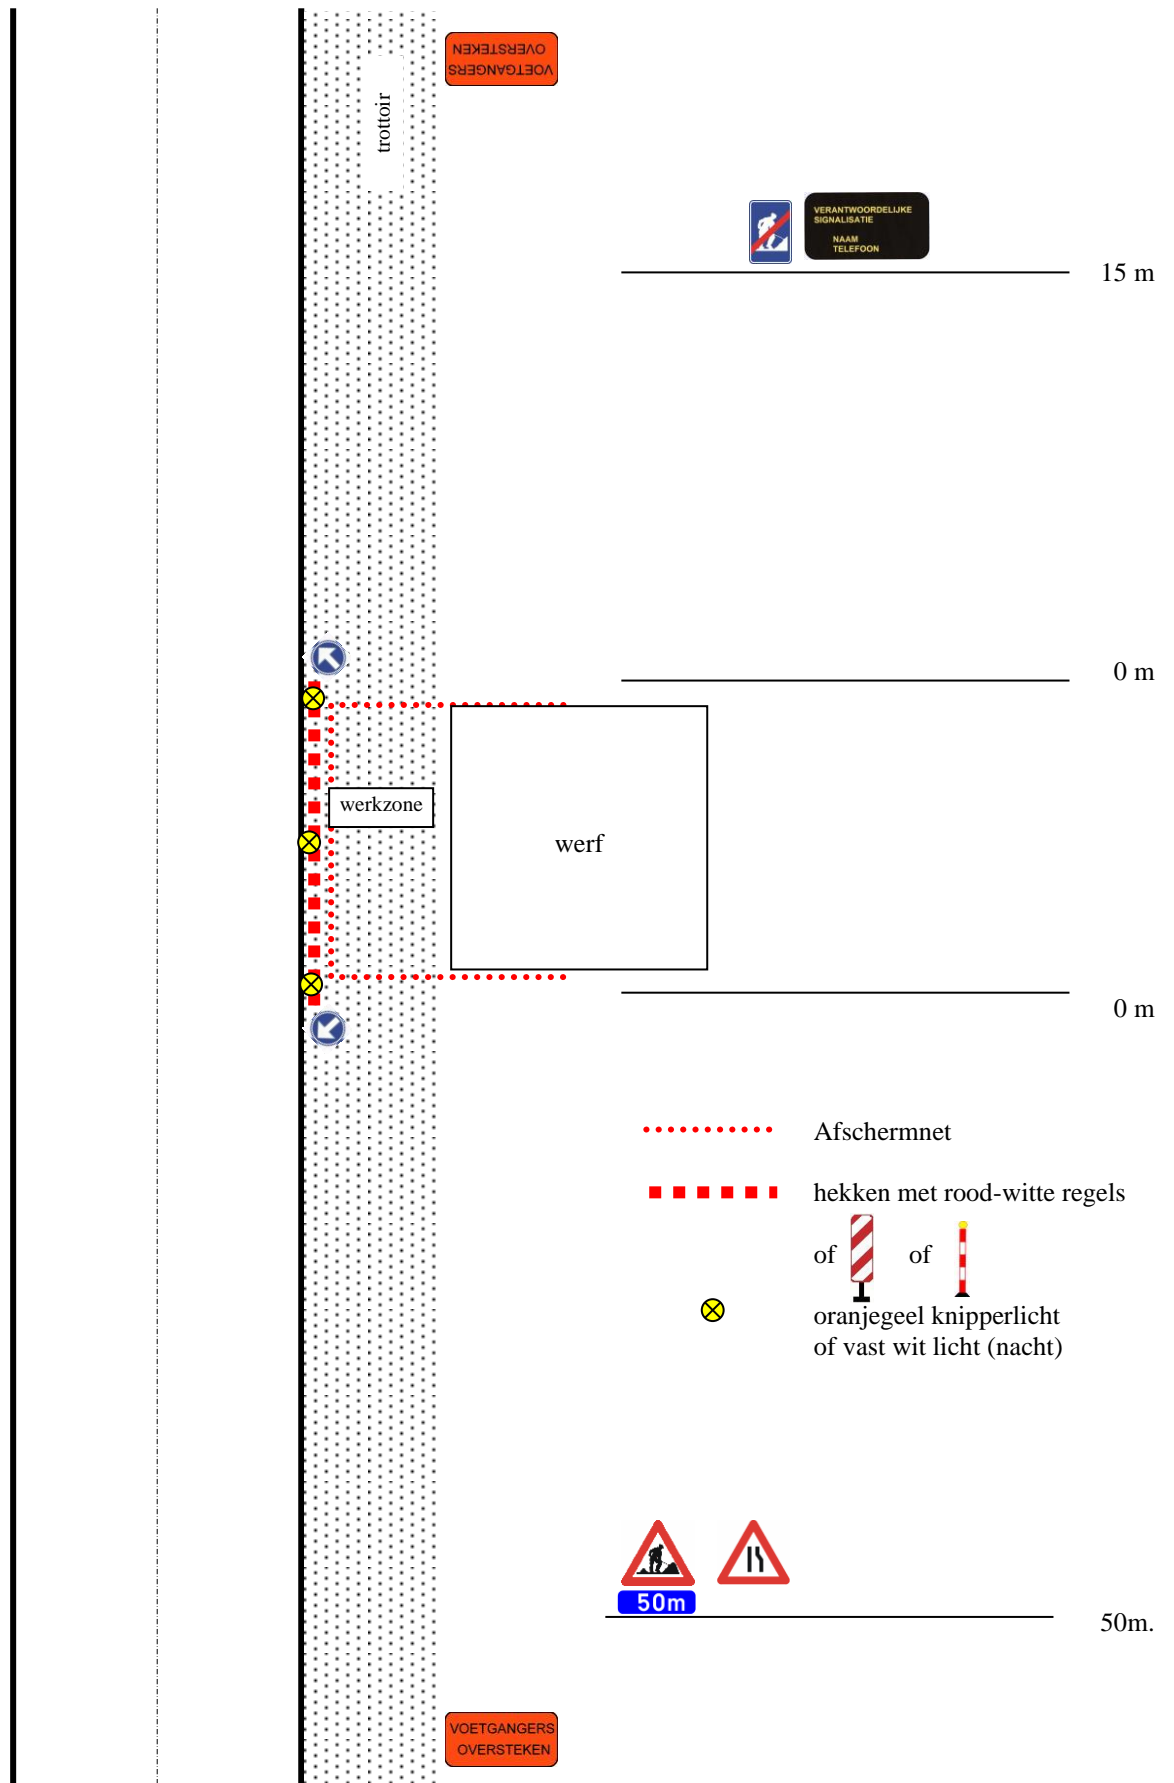 VOETGANGERS
OVERSTEKEN
trottoir
VERANTWOORDELIJKE
SIGNALISATIE
NAAM
TELEFOON
15 m
0 m
werkzone
werf
0 m
Afschermnet
hekken met rood-witte regels
of of
oranjegeel knipperlicht
of vast wit licht (nacht)
50m
50m.
VOETGANGERS
OVERSTEKEN